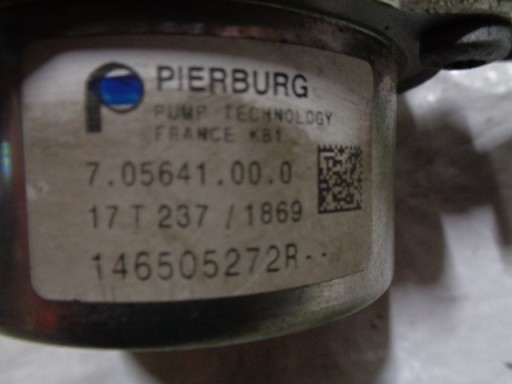 PIERBURG
PUMP TECHNOLOGY
FRANCE KB1
7.05641.00.0
17 T 237 / 1869
146505272R--